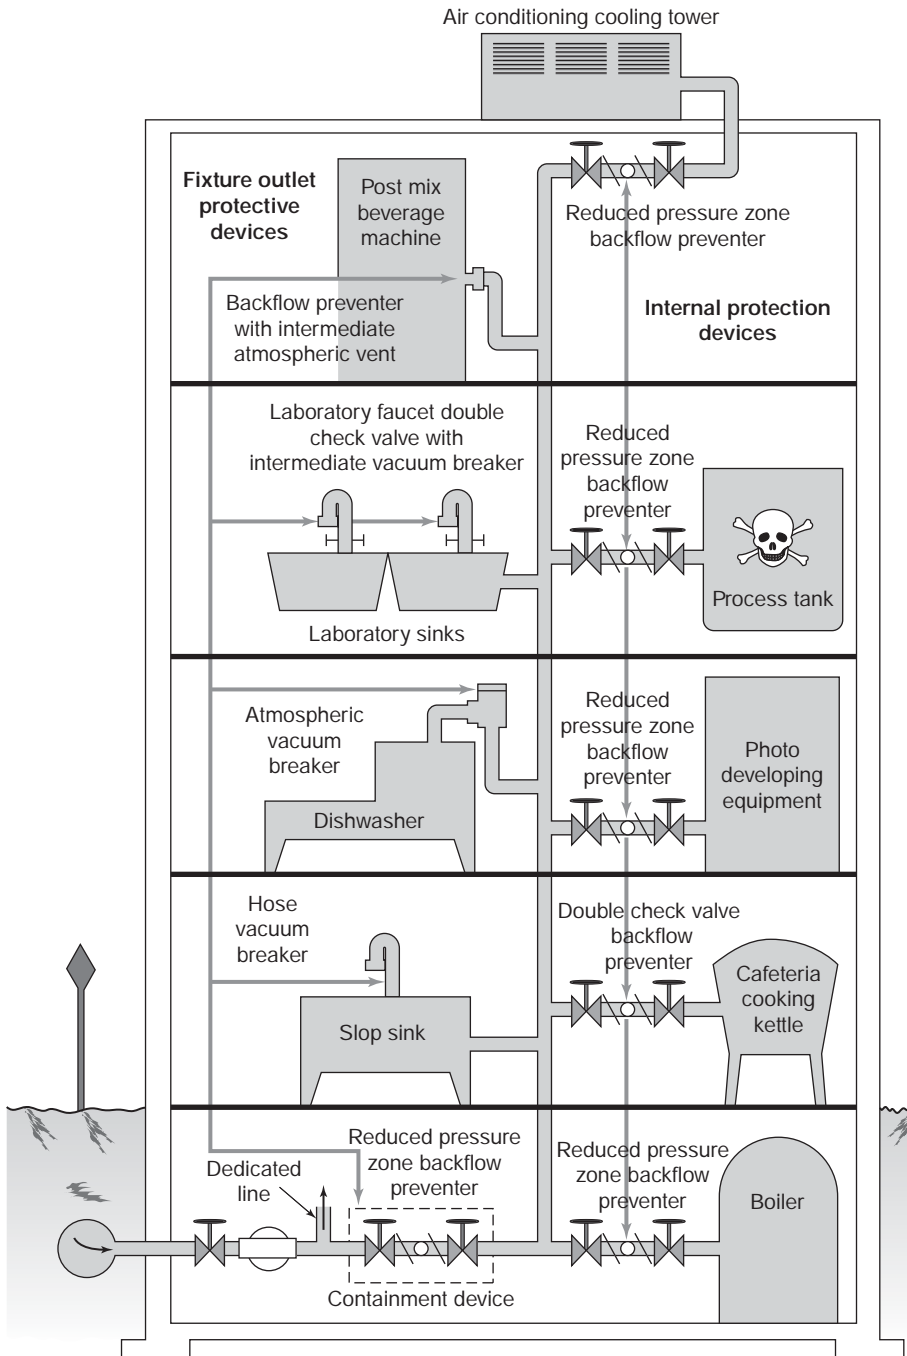 Air conditioning cooling tower
Fixture outlet
protective
devices
Post mix
beverage
machine
Reduced pressure zone
backflow preventer
Backflow preventer
with intermediate
atmospheric vent
Internal protection
devices
Laboratory faucet double
check valve with
intermediate vacuum breaker
Reduced
pressure zone
backflow
preventer
Process tank
Laboratory sinks
Atmospheric
vacuum
breaker
Reduced
pressure zone
backflow
preventer
Photo
developing
equipment
Dishwasher
Hose
vacuum
breaker
Double check valve
backflow
preventer
Cafeteria
cooking
kettle
Slop sink
Dedicated
line
Reduced pressure
zone backflow
preventer
Reduced pressure
zone backflow
preventer
Boiler
Containment device